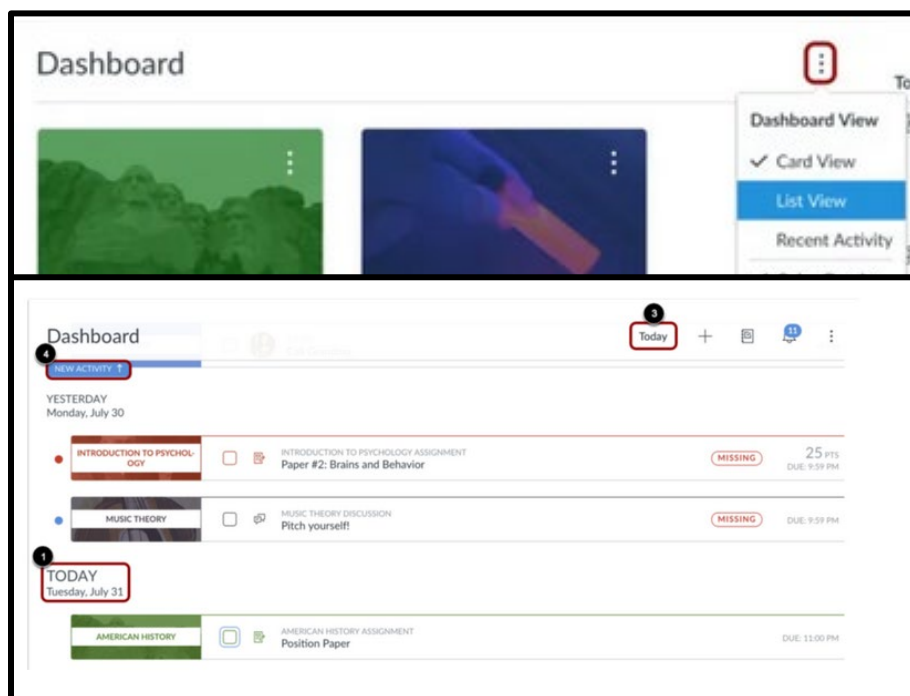 Dashboard
To
Dashboard View
Card View
List View
Recent Activity
3
Dashboard
Today
11
4
NEW ACTIVITY ↑
YESTERDAY
Monday, July 30
INTRODUCTION TO PSYCHOL-
OGY
INTRODUCTION TO PSYCHOLOGY ASSIGNMENT
Paper #2: Brains and Behavior
MISSING
25 PTS
DUE: 9:59 PM
MUSIC THEORY
MUSIC THEORY DISCUSSION
Pitch yourself!
MISSING
DUE: 9:59 PM
1
TODAY
Tuesday, July 31
AMERICAN HISTORY
AMERICAN HISTORY ASSIGNMENT
Position Paper
DUE: 11:00 PM